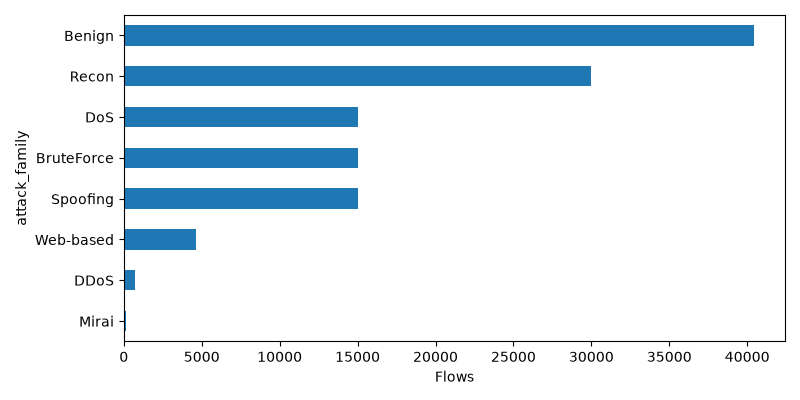 Benign
Recon
DoS
BruteForce
Spoofing
Web-based
DDoS
Mirai
attack_family
0 5000 10000 15000 20000 25000 30000 35000 40000
Flows